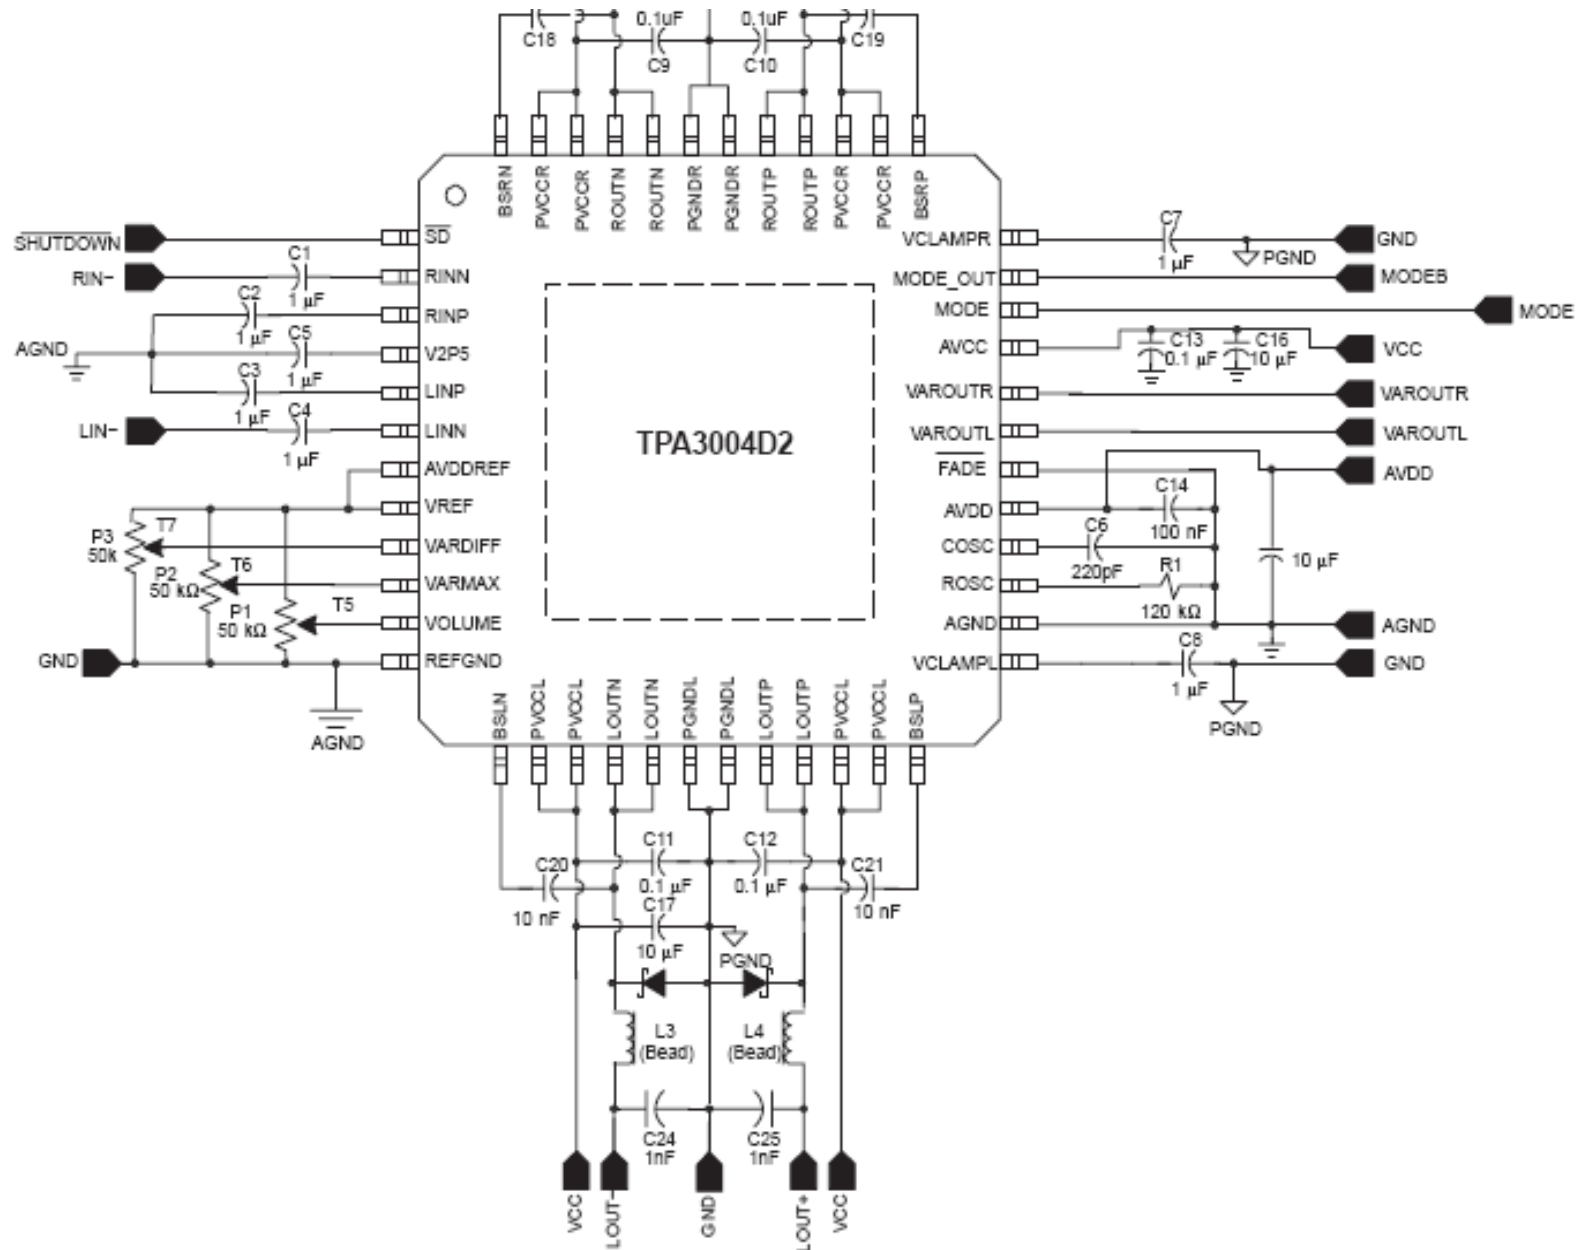 0.1uF 0.1uF
C18 C9 C10 C19
BSRN PVCCR PVCCR ROUTN ROUTN PGNDR PGNDR ROUTP ROUTP PVCCR PVCCR BSRP
SHUTDOWN SD
RIN− C1 1 µF RINN
C2 1 µF RINP
AGND C5 1 µF V2P5
C3 1 µF LINP
LIN− C4 1 µF LINN
AVDDREF
VREF
P3 50k T7 VARDIFF
P2 50 kΩ T6 VARMAX
P1 50 kΩ T5 VOLUME
GND REFGND
AGND
TPA3004D2
VCLAMPR C7 1 µF PGND GND
MODE_OUT MODEB
MODE MODE
AVCC C13 0.1 µF C16 10 µF VCC
VAROUTR VAROUTR
VAROUTL VAROUTL
FADE AVDD
AVDD C14 100 nF
COSC C6 220pF 10 µF
ROSC R1 120 kΩ
AGND AGND
VCLAMPL C8 1 µF GND
PGND
BSLN PVCCL PVCCL LOUTN LOUTN PGNDL PGNDL LOUTP LOUTP PVCCL PVCCL BSLP
C11 C12
C20 0.1 µF 0.1 µF C21
10 nF C17 10 nF
10 µF PGND
L3 L4
(Bead) (Bead)
C24 C25
1nF 1nF
VCC LOUT− GND LOUT+ VCC